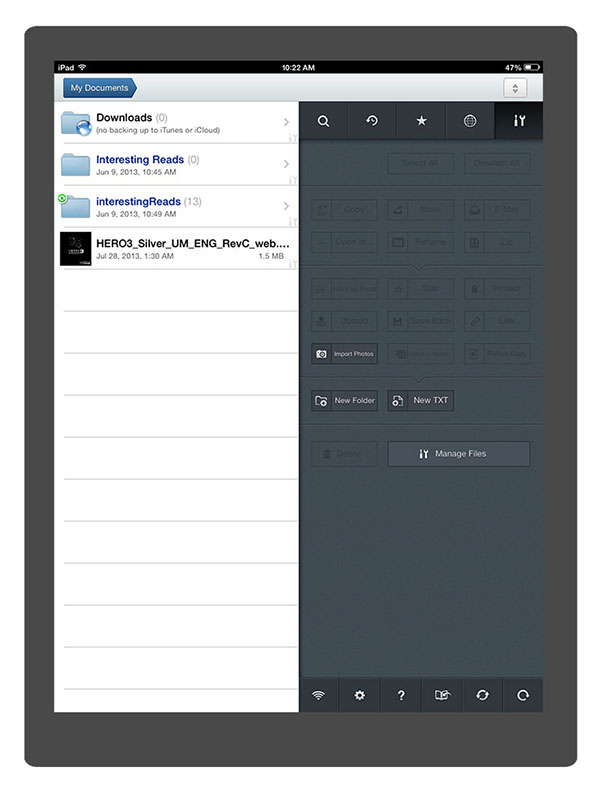 iPad 10:22 AM 47%
My Documents
Downloads (0)
(no backing up to iTunes or iCloud)
Interesting Reads (0)
Jun 9, 2013, 10:45 AM
interestingReads (13)
Jun 9, 2013, 10:49 AM
HERO3_Silver_UM_ENG_RevC_web....
Jul 28, 2013, 1:30 AM 1.5 MB
Select All Deselect All
Copy Move E-Mail
Open In... Rename Zip
Mark as Read Star Protect
Upload Save Back Link
Import Photos
New Folder New TXT
Delete Manage Files